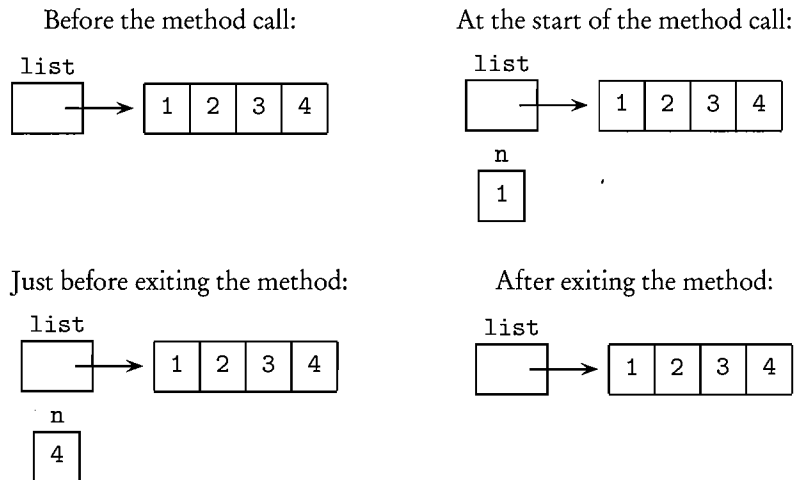 Before the method call:
list
1 2 3 4
At the start of the method call:
list
1 2 3 4
n
1
Just before exiting the method:
list
1 2 3 4
n
4
After exiting the method:
list
1 2 3 4